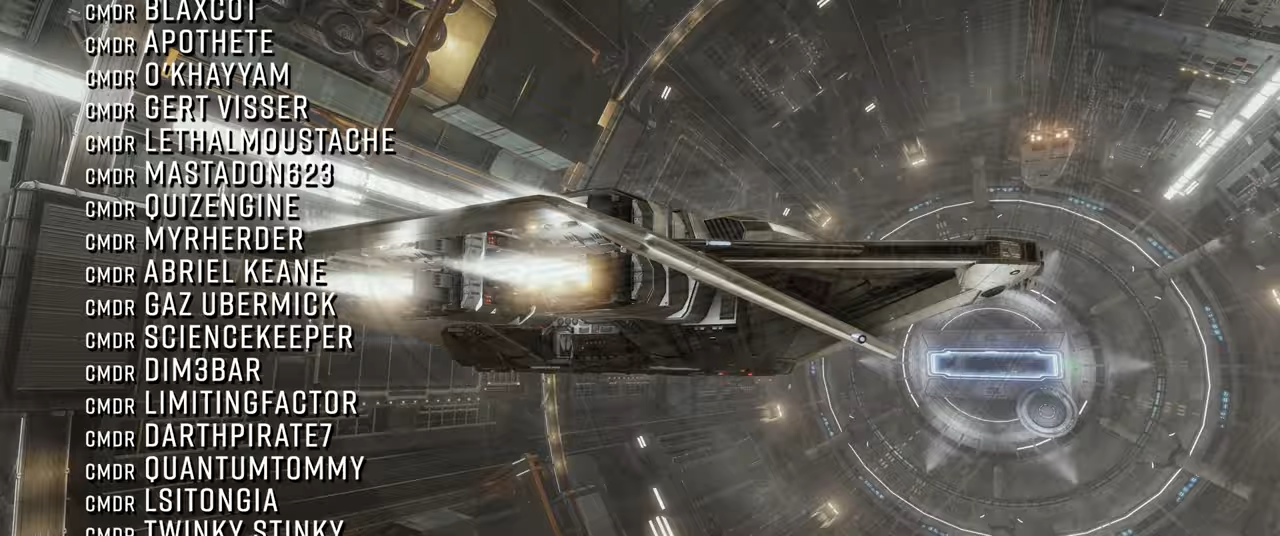 CMDR BLAXCOT
CMDR APOTHETE
CMDR O'KHAYYAM
CMDR GERT VISSER
CMDR LETHALMOUSTACHE
CMDR MASTADON623
CMDR QUIZENGINE
CMDR MYRHERDER
CMDR ABRIEL KEANE
CMDR GAZ UBERMICK
CMDR SCIENCEKEEPER
CMDR DIM3BAR
CMDR LIMITINGFACTOR
CMDR DARTHPIRATE7
CMDR QUANTUMTOMMY
CMDR LSITONGIA
CMDR TWINKY STINKY